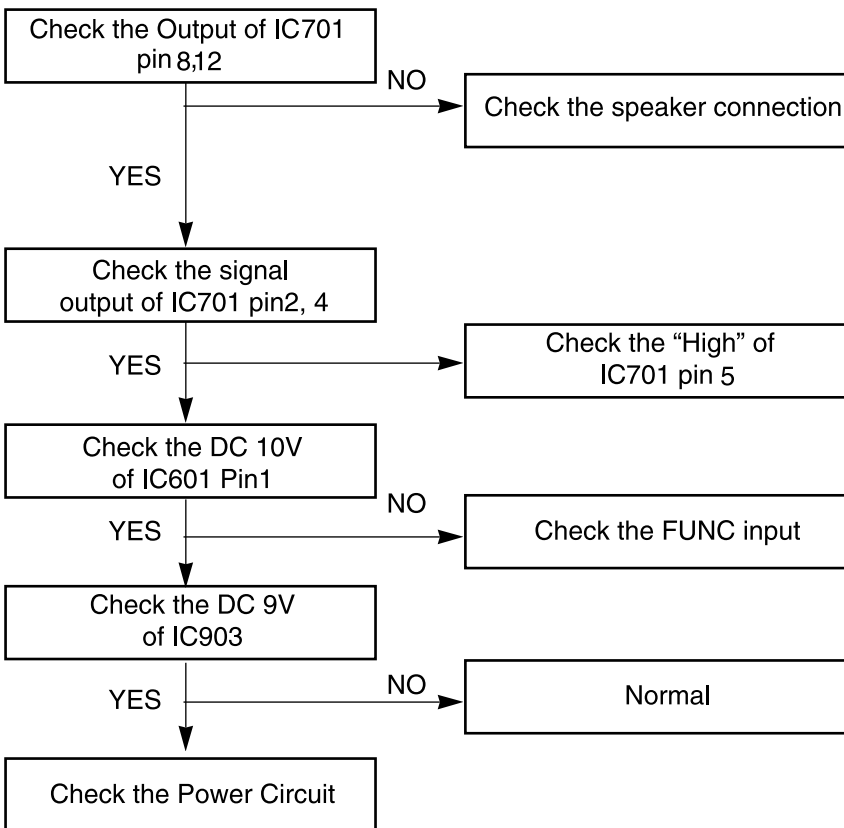 Check the Output of IC701
pin 8,12
NO
Check the speaker connection
YES
Check the signal
output of IC701 pin2, 4
YES
Check the “High” of
IC701 pin 5
Check the DC 10V
of IC601 Pin1
NO
YES
Check the FUNC input
Check the DC 9V
of IC903
NO
YES
Normal
Check the Power Circuit